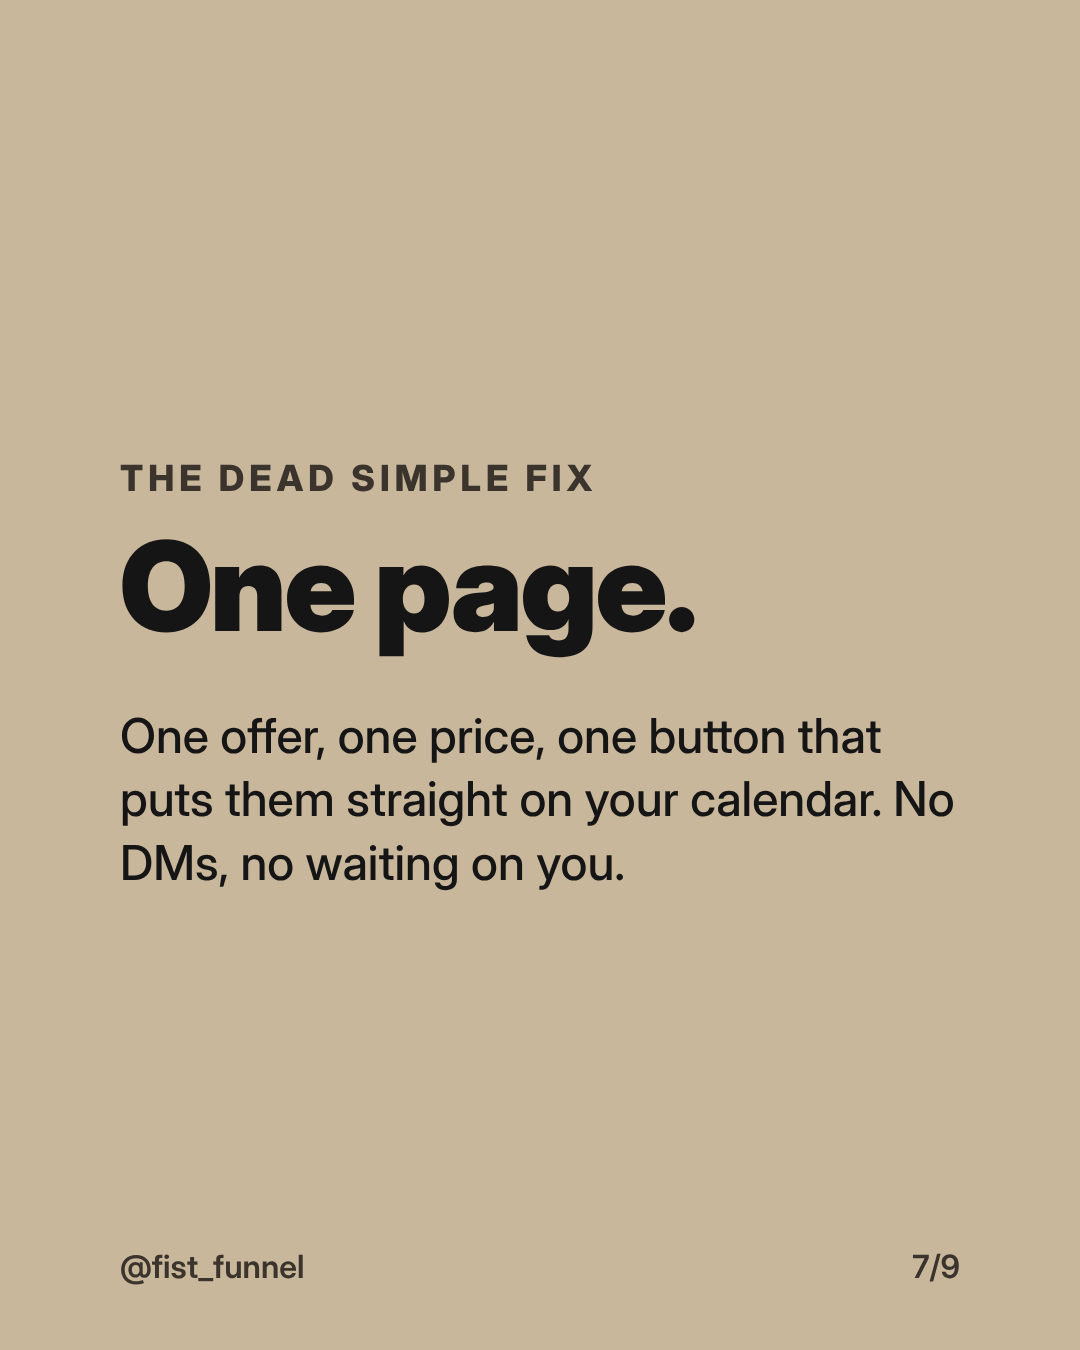 THE DEAD SIMPLE FIX
One page.
One offer, one price, one button that
puts them straight on your calendar. No
DMs, no waiting on you.
@fist_funnel
7/9